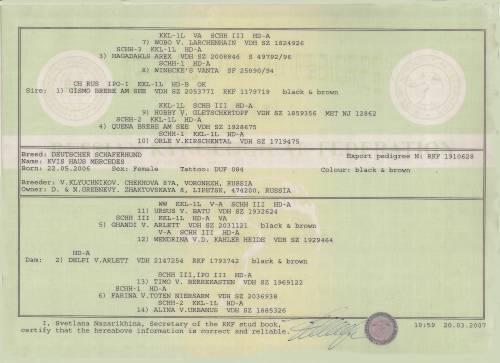 KKL-1L VA SCHH III HD-A
7) WOBO V. LARCHENHAIN VDH SZ 1824926
SCHH-3 KKL-1L HD-A
3) MAGADAHLS AREX VDH SZ 2008846 S 49702/96
SCHH-1 HD-A
8) WINECKE'S VANTA SF 25090/94
CH RUS IPO-I KKL-1L HD-B OK
Sire: 1) GISMO BREBE AM SEE VDH SZ 2053771 RKF 1179719 black & brown
KKL-1L SCHH III HD-A
9) HOBBY V. GLETSCHERTOPF VDH SZ 1859356 MET NJ 12862
SCHH-2 KKL-1L HD-A
4) QUENA BREBE AM SEE VDH SZ 1928675
SCHH-1 KKL-1L HD-A
10) ORLE V.KIRSCHENTAL VDH SZ 1719475
Breed: DEUTSCHER SCHAFERHUND Export pedigree N: RKF 1910628
Name: KVIS HAUS MERCEDES
Born: 22.05.2006 Sex: Female Tattoo: DUF 084 Colour: black & brown
Breeder: V.KLYUCHNIKOV. CHEKHOVA 87A, VORONEZH, RUSSIA
Owner: D. & N.GREBNEVY. ZHAKTOVSKAYA 8, LIPETSK, 474200, RUSSIA
WW KKL-1L V-A SCHH III HD-A
11) URSUS V. BATU VDH SZ 1932624
SCHH III KKL-1L HD-A VA
5) GHANDI V. ARLETT VDH SZ 2031121 black & brown
V-A SCHH III HD-A
12) WENDRINA V.D. KAHLER HEIDE VDH SZ 1929464
HD-A
Dam: 2) DELFI V.ARLETT VDH 2147254 RKF 1793742 black & brown
SCHH III,IPO III HD-A
13) TIMO V. BERREKASTEN VDH SZ 1969122
SCHH-1 HD-A
6) FARINA V.TOTEN NIERSARM VDH SZ 2036938
SCHH-2 KKL-1L HD-A
14) ALINA V.URBANUS VDH SZ 1885326
I, Svetlana Nazarikhina, Secretary of the RKF stud book, 10:59 20.03.2007
certify that the hereabove information is correct and reliable.